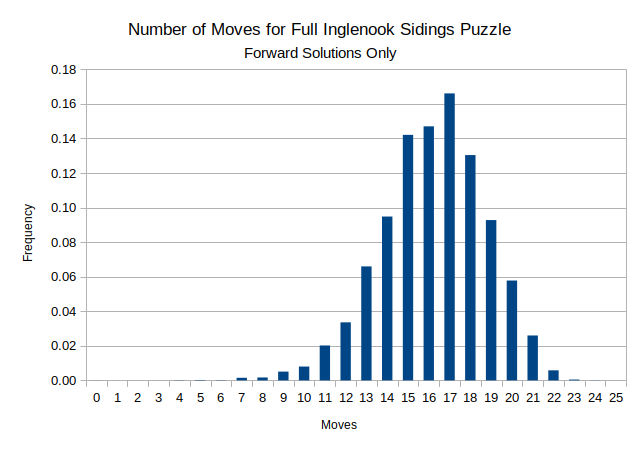 Number of Moves for Full Inglenook Sidings Puzzle
Forward Solutions Only
0.18
0.16
0.14
0.12
0.10
0.08
0.06
0.04
0.02
0.00
Frequency
0 1 2 3 4 5 6 7 8 9 10 11 12 13 14 15 16 17 18 19 20 21 22 23 24 25
Moves